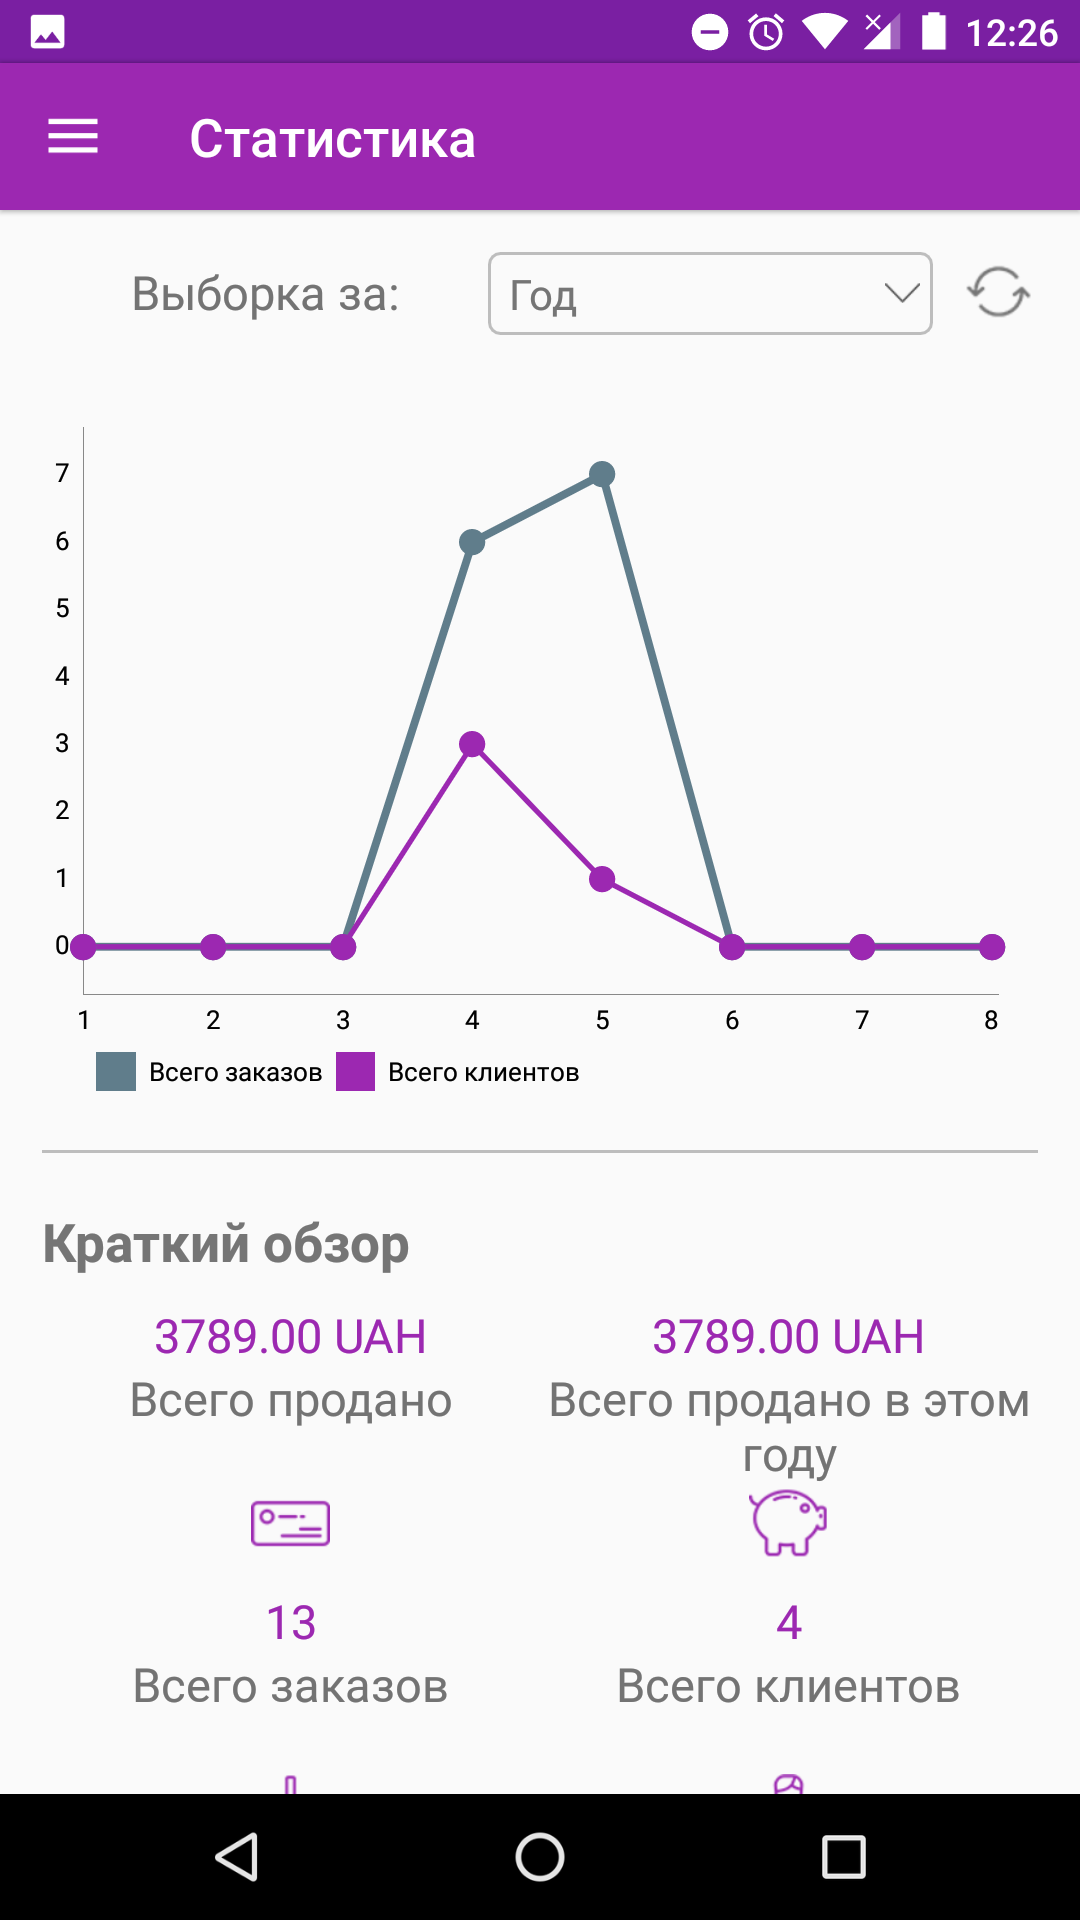 12:26
Статистика
Выборка за:
Год
7
6
5
4
3
2
1
0
1 2 3 4 5 6 7 8
Всего заказов Всего клиентов
Краткий обзор
3789.00 UAH
Всего продано
3789.00 UAH
Всего продано в этом
году
13
Всего заказов
4
Всего клиентов